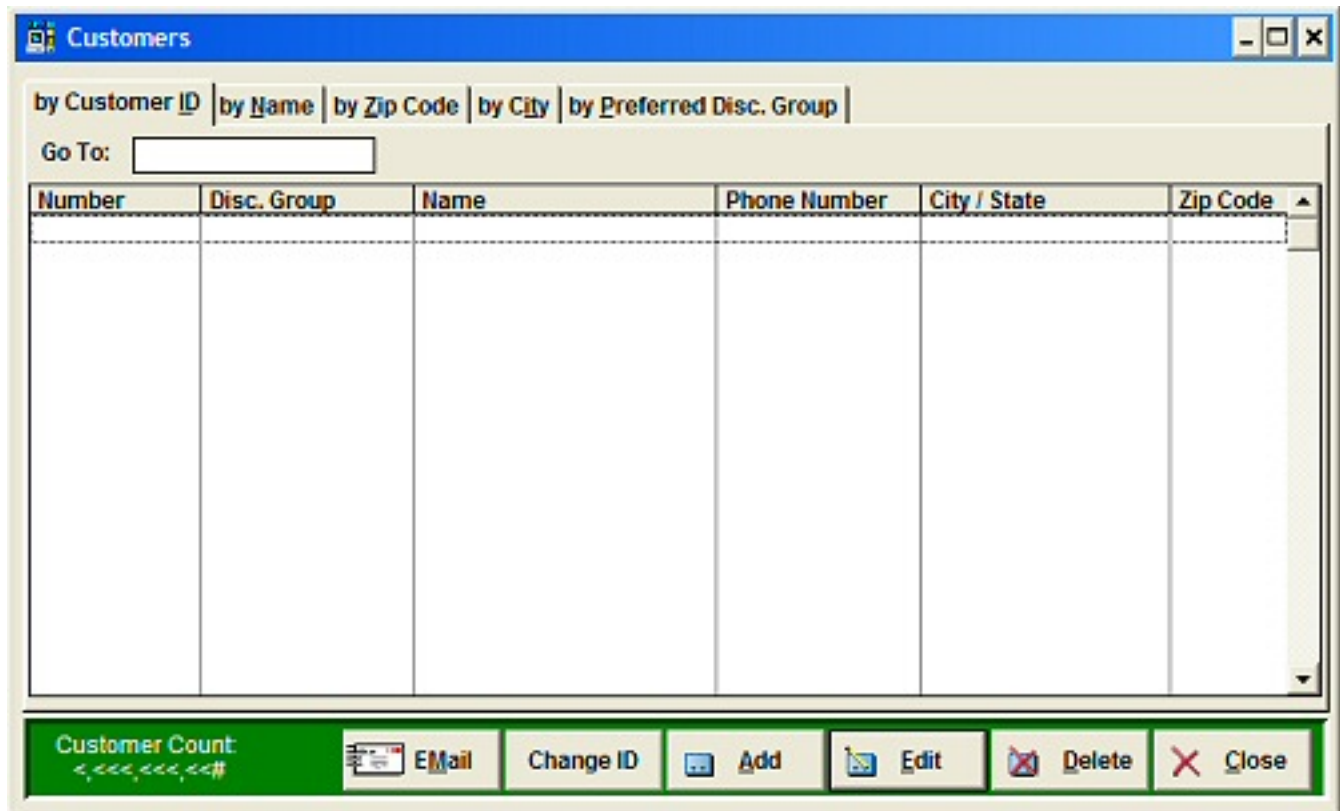 Customers
by Customer ID by Name by Zip Code by City by Preferred Disc. Group
Go To:
Number Disc. Group Name Phone Number City / State Zip Code
Customer Count:
<,<<<,<<<,<<# EMail Change ID Add Edit Delete Close